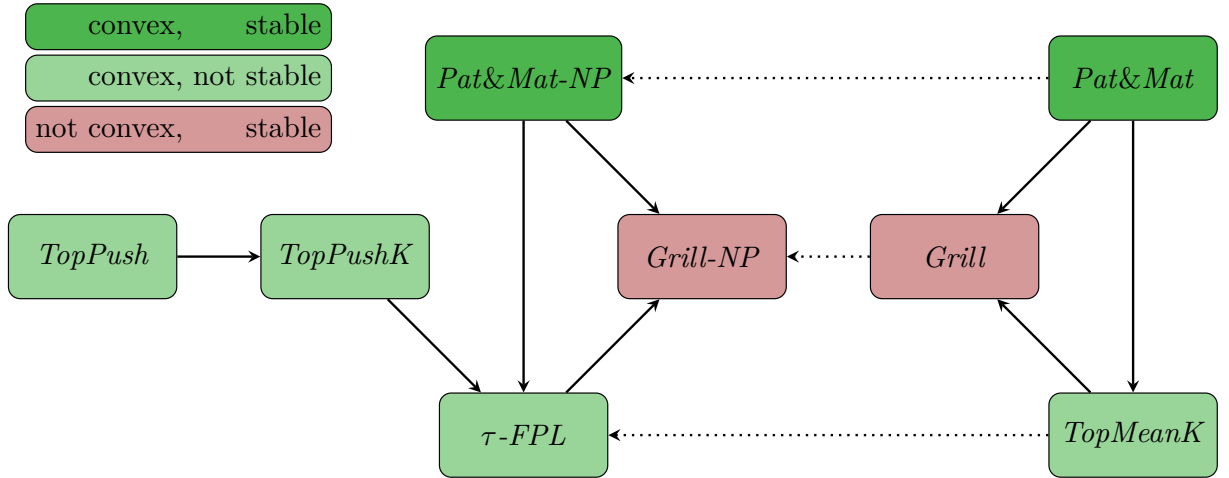 convex, stable
convex, not stable
not convex, stable
Pat&Mat-NP
Pat&Mat
TopPush
TopPushK
Grill-NP
Grill
τ-FPL
TopMeanK